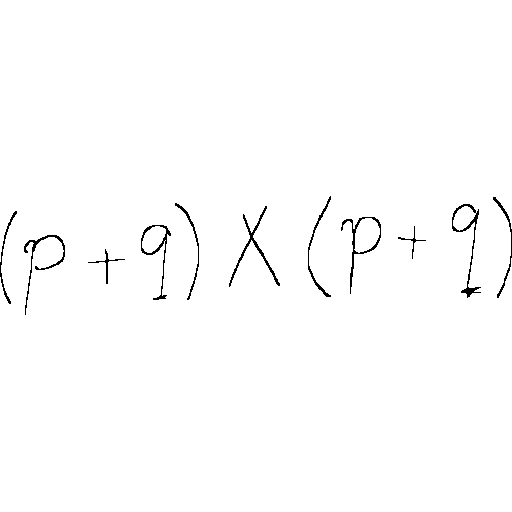 (p + q) X (p + q)